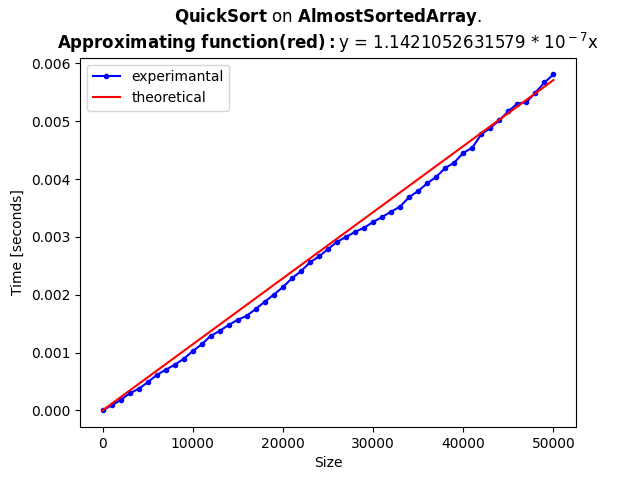 QuickSort on AlmostSortedArray.
Approximating function(red): y = 1.1421052631579 * 10⁻⁷x
0.006
experimantal
theoretical
0.005
0.004
0.003
0.002
0.001
0.000
Time [seconds]
0 10000 20000 30000 40000 50000
Size